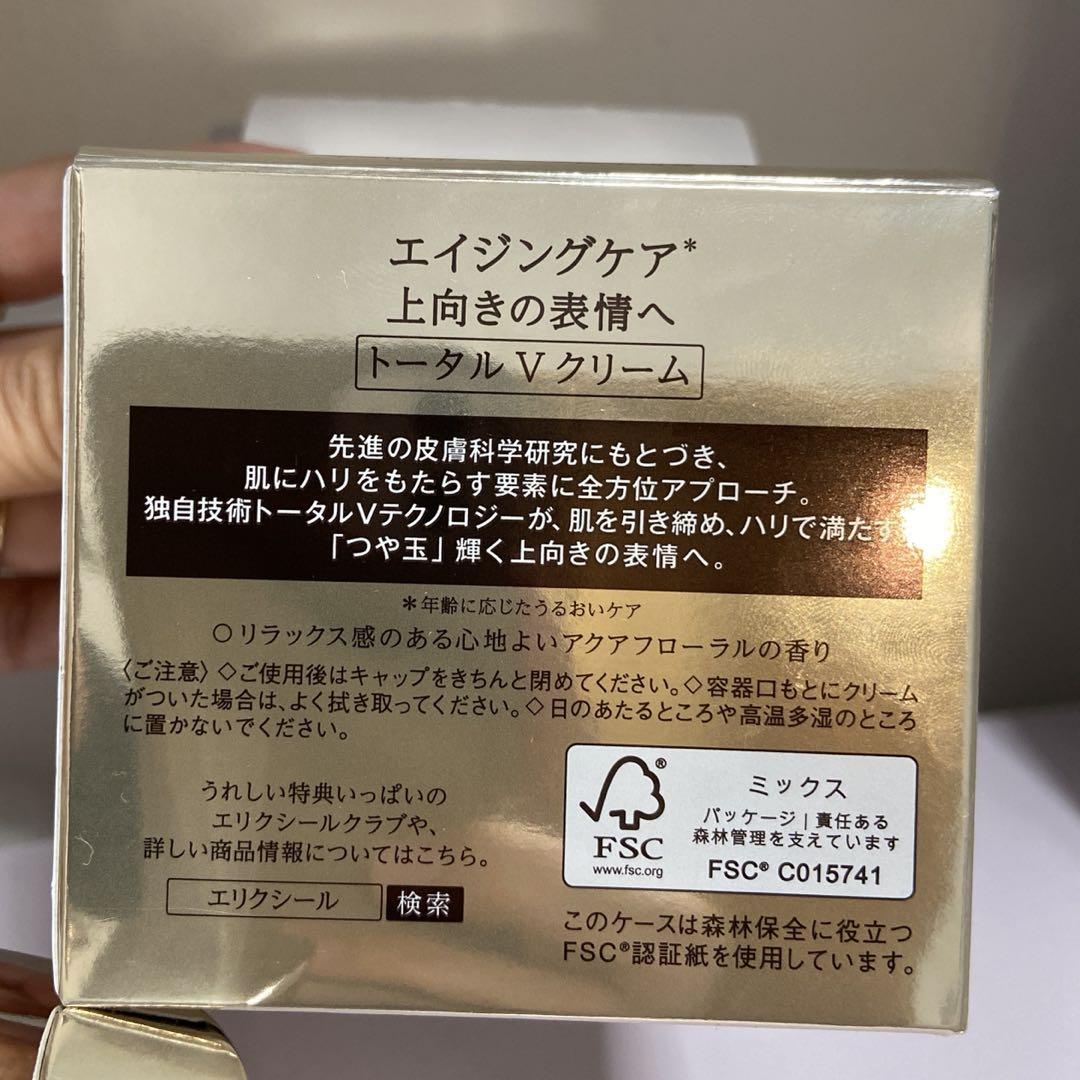 エイジングケア*
上向きの表情へ
トータル V クリーム
先進の皮膚科学研究にもとづき、
肌にハリをもたらす要素に全方位アプローチ。
独自技術トータルVテクノロジーが、肌を引き締め、ハリで満たす
「つや玉」輝く上向きの表情へ。
*年齢に応じたうるおいケア
○リラックス感のある心地よいアクアフローラルの香り
〈ご注意〉◇ご使用後はキャップをきちんと閉めてください。◇容器口もとにクリーム
がついた場合は、よく拭き取ってください。◇日のあたるところや高温多湿のところ
に置かないでください。
うれしい特典いっぱいの
エリクシールクラブや、
詳しい商品情報についてはこちら。
エリクシール 検索
FSC
www.fsc.org
ミックス
パッケージ|責任ある
森林管理を支えています
FSC® C015741
このケースは森林保全に役立つ
FSC®認証紙を使用しています。